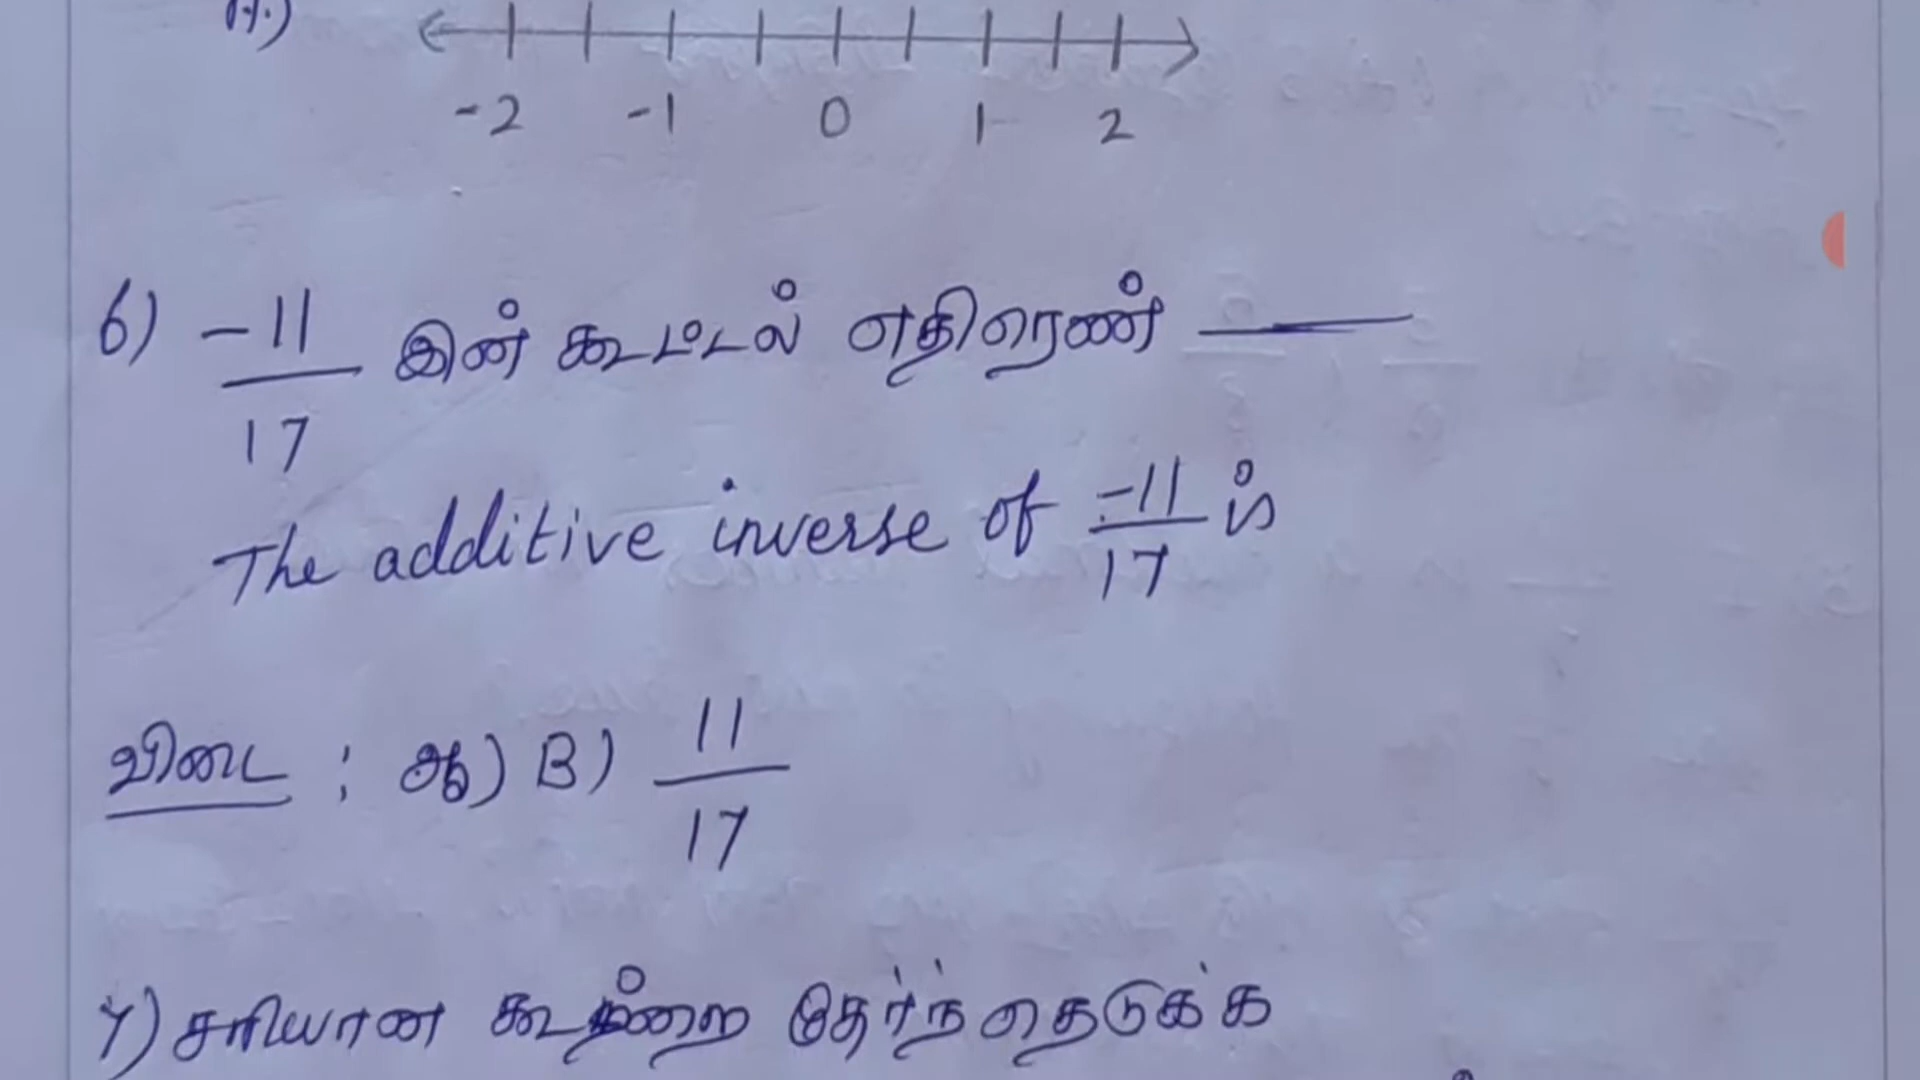 -2 -1 0 1 2
6) -11/17 இன் கூட்டல் எதிரெண் ———
The additive inverse of -11/17 is
விடை : ஆ) B) 11/17
7) சரியான கூற்றை தேர்ந்தெடுக்க